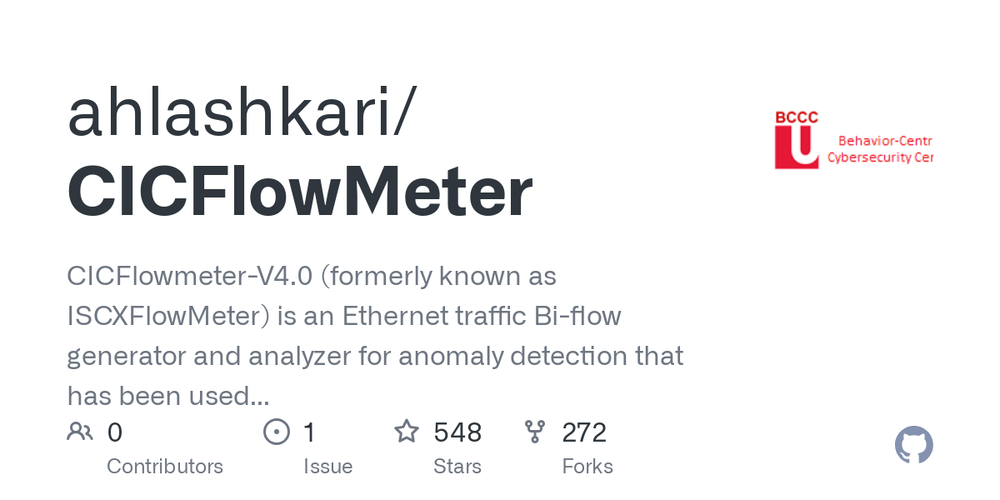 ahlashkari/
CICFlowMeter
BCCC
U
Behavior-Centr
Cybersecurity Cer
CICFlowmeter-V4.0 (formerly known as
ISCXFlowMeter) is an Ethernet traffic Bi-flow
generator and analyzer for anomaly detection that
has been used...
0
Contributors
1
Issue
548
Stars
272
Forks